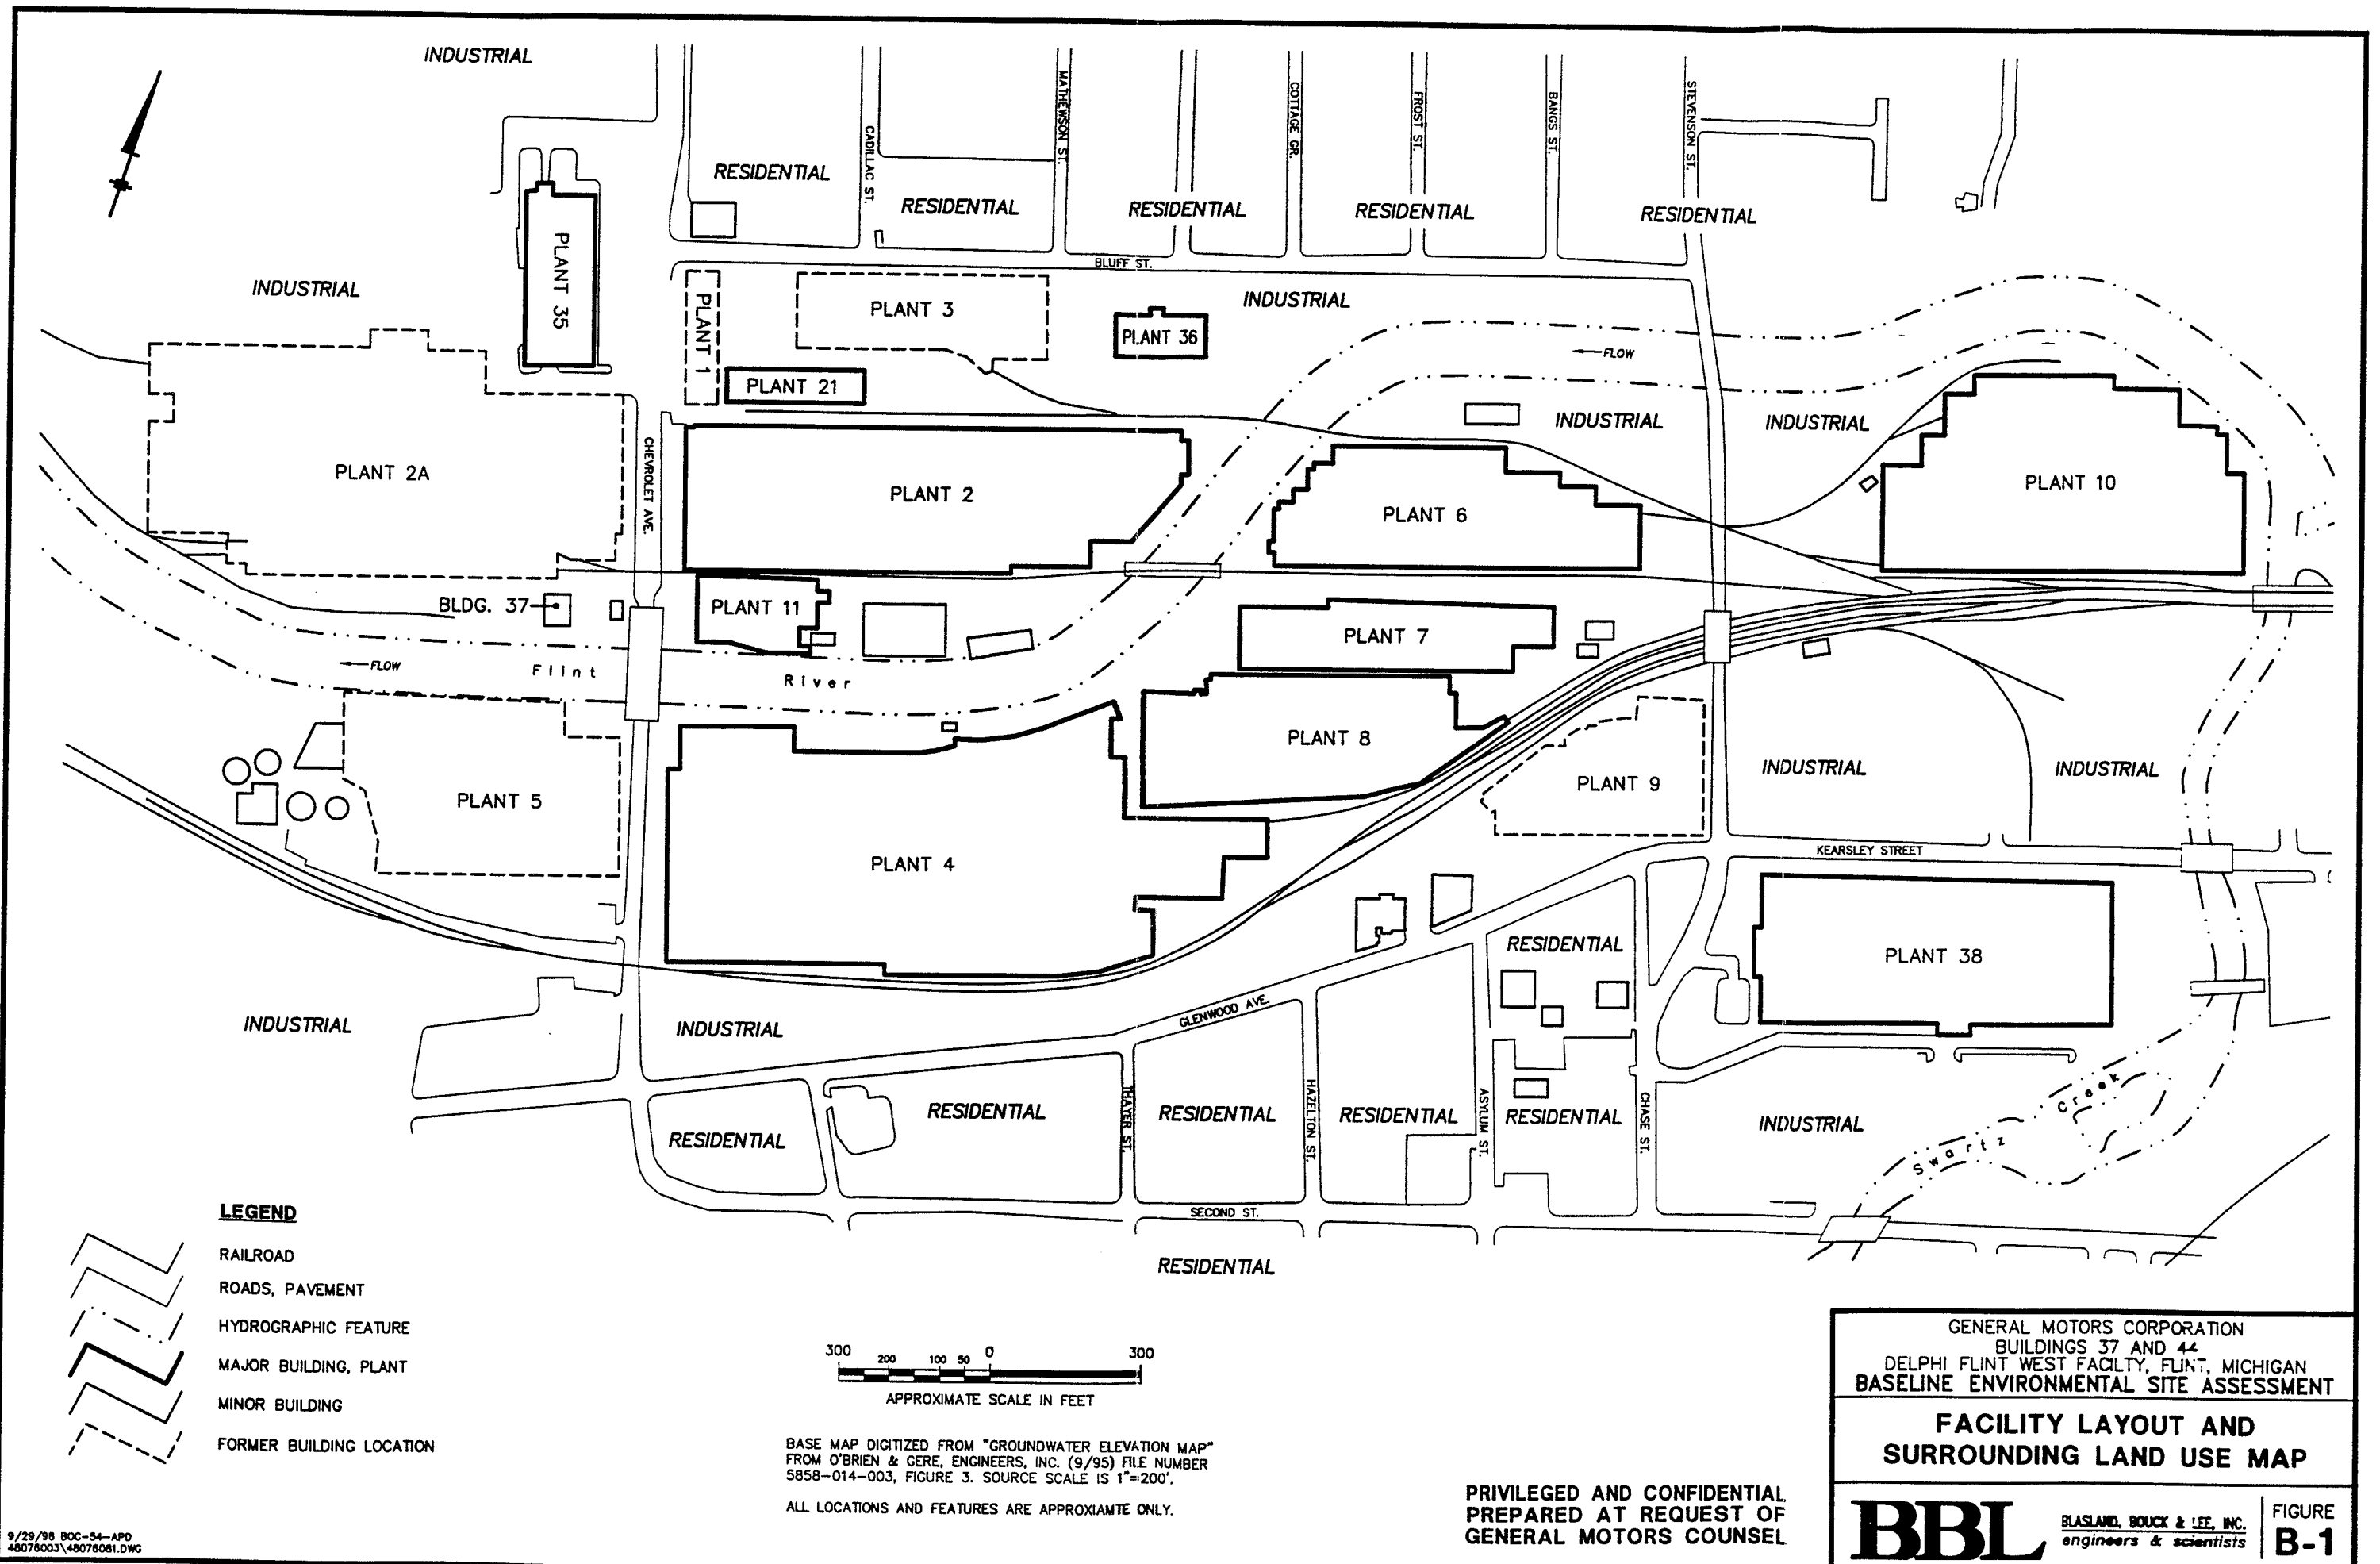 INDUSTRIAL
MATHEWSON ST.
COTTAGE GR.
FROST ST.
BANGS ST.
STEVENSON ST.
CADILLAC ST.
RESIDENTIAL
RESIDENTIAL
RESIDENTIAL
RESIDENTIAL
RESIDENTIAL
BLUFF ST.
PLANT 35
INDUSTRIAL
PLANT 1
PLANT 3
PLANT 36
INDUSTRIAL
FLOW
PLANT 21
INDUSTRIAL
INDUSTRIAL
CHEVROLET AVE.
PLANT 2A
PLANT 2
PLANT 6
PLANT 10
BLDG. 37
PLANT 11
PLANT 7
FLOW
Flint
River
PLANT 8
PLANT 9
INDUSTRIAL
INDUSTRIAL
PLANT 5
PLANT 4
KEARSLEY STREET
RESIDENTIAL
PLANT 38
GLENWOOD AVE.
INDUSTRIAL
INDUSTRIAL
THAYER ST.
HAZELTON ST.
ASYLUM ST.
CHASE ST.
RESIDENTIAL
RESIDENTIAL
RESIDENTIAL
RESIDENTIAL
RESIDENTIAL
INDUSTRIAL
Swartz
Creek
SECOND ST.
RESIDENTIAL
LEGEND
RAILROAD
ROADS, PAVEMENT
HYDROGRAPHIC FEATURE
MAJOR BUILDING, PLANT
MINOR BUILDING
FORMER BUILDING LOCATION
300 200 100 50 0 300
APPROXIMATE SCALE IN FEET
BASE MAP DIGITIZED FROM "GROUNDWATER ELEVATION MAP"
FROM O'BRIEN & GERE, ENGINEERS, INC. (9/95) FILE NUMBER
5858-014-003, FIGURE 3. SOURCE SCALE IS 1"=200'.
ALL LOCATIONS AND FEATURES ARE APPROXIAMTE ONLY.
PRIVILEGED AND CONFIDENTIAL
PREPARED AT REQUEST OF
GENERAL MOTORS COUNSEL
GENERAL MOTORS CORPORATION
BUILDINGS 37 AND 44
DELPHI FLINT WEST FACILTY, FLINT, MICHIGAN
BASELINE ENVIRONMENTAL SITE ASSESSMENT
FACILITY LAYOUT AND
SURROUNDING LAND USE MAP
BBL
BLASLAND, BOUCK & LEE, INC.
engineers & scientists
FIGURE
B-1
9/29/98 BOC-54-APD
48076003\48076081.DWG